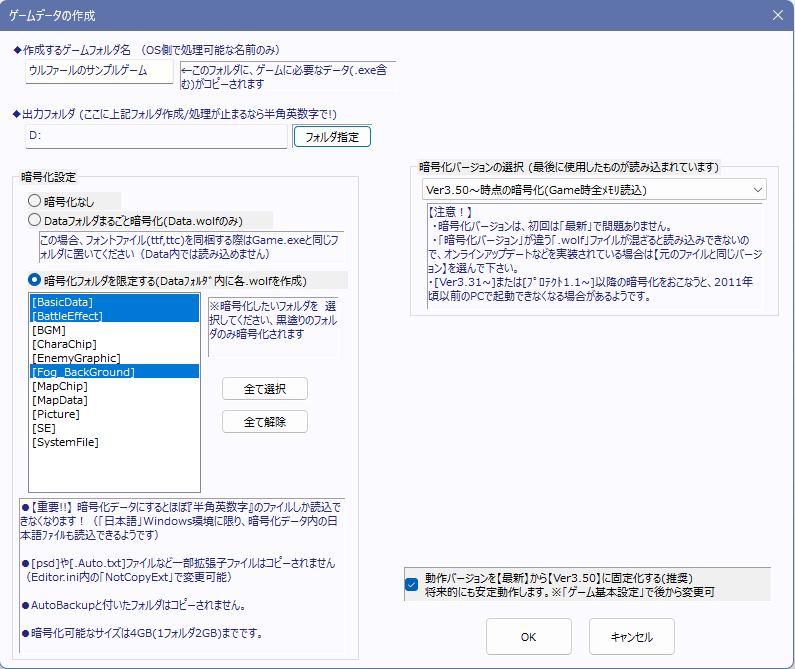 ゲームデータの作成
◆作成するゲームフォルダ名 （OS側で処理可能な名前のみ）
ウルファールのサンプルゲーム
←このフォルダに、ゲームに必要なデータ(.exe含
む)がコピーされます
◆出力フォルダ (ここに上記フォルダ作成/処理が止まるなら半角英数字で!)
D:
フォルダ指定
暗号化設定
暗号化なし
Dataフォルダまるごと暗号化(Data.wolfのみ)
この場合、フォントファイル(ttf,ttc)を同梱する際はGame.exeと同じフ
ォルダに置いてください（Data内では読み込めません）
暗号化フォルダを限定する(Dataフォルダ内に各.wolfを作成)
[BasicData]
[BattleEffect]
[BGM]
[CharaChip]
[EnemyGraphic]
[Fog_BackGround]
[MapChip]
[MapData]
[Picture]
[SE]
[SystemFile]
※暗号化したいフォルダを 選
択してください、黒塗りのフォル
ダのみ暗号化されます
全て選択
全て解除
●【重要!!】 暗号化データにするとほぼ『半角英数字』のファイルしか読込で
きなくなります！（「日本語」Windows環境に限り、暗号化データ内の日
本語ファイルも読込できるようです）
●[psd]や[.Auto.txt]ファイルなど一部拡張子ファイルはコピーされません
（Editor.ini内の「NotCopyExt」で変更可能）
●AutoBackupと付いたフォルダはコピーされません。
●暗号化可能なサイズは4GB(1フォルダ2GB)までです。
暗号化バージョンの選択 (最後に使用したものが読み込まれています)
Ver3.50～時点の暗号化(Game時全メモリ読込)
【注意！】
・暗号化バージョンは、初回は「最新」で問題ありません。
・「暗号化バージョン」が違う「.wolf」ファイルが混ざると読み込みできないの
で、オンラインアップデートなどを実装されている場合は【元のファイルと同じバージ
ョン】を選んで下さい。
・[Ver3.31~]または[プロテクト1.1~]以降の暗号化をおこなうと、2011年
頃以前のPCで起動できなくなる場合があるようです。
動作バージョンを【最新】から【Ver3.50】に固定化する(推奨)
将来的にも安定動作します。※「ゲーム基本設定」で後から変更可
OK
キャンセル